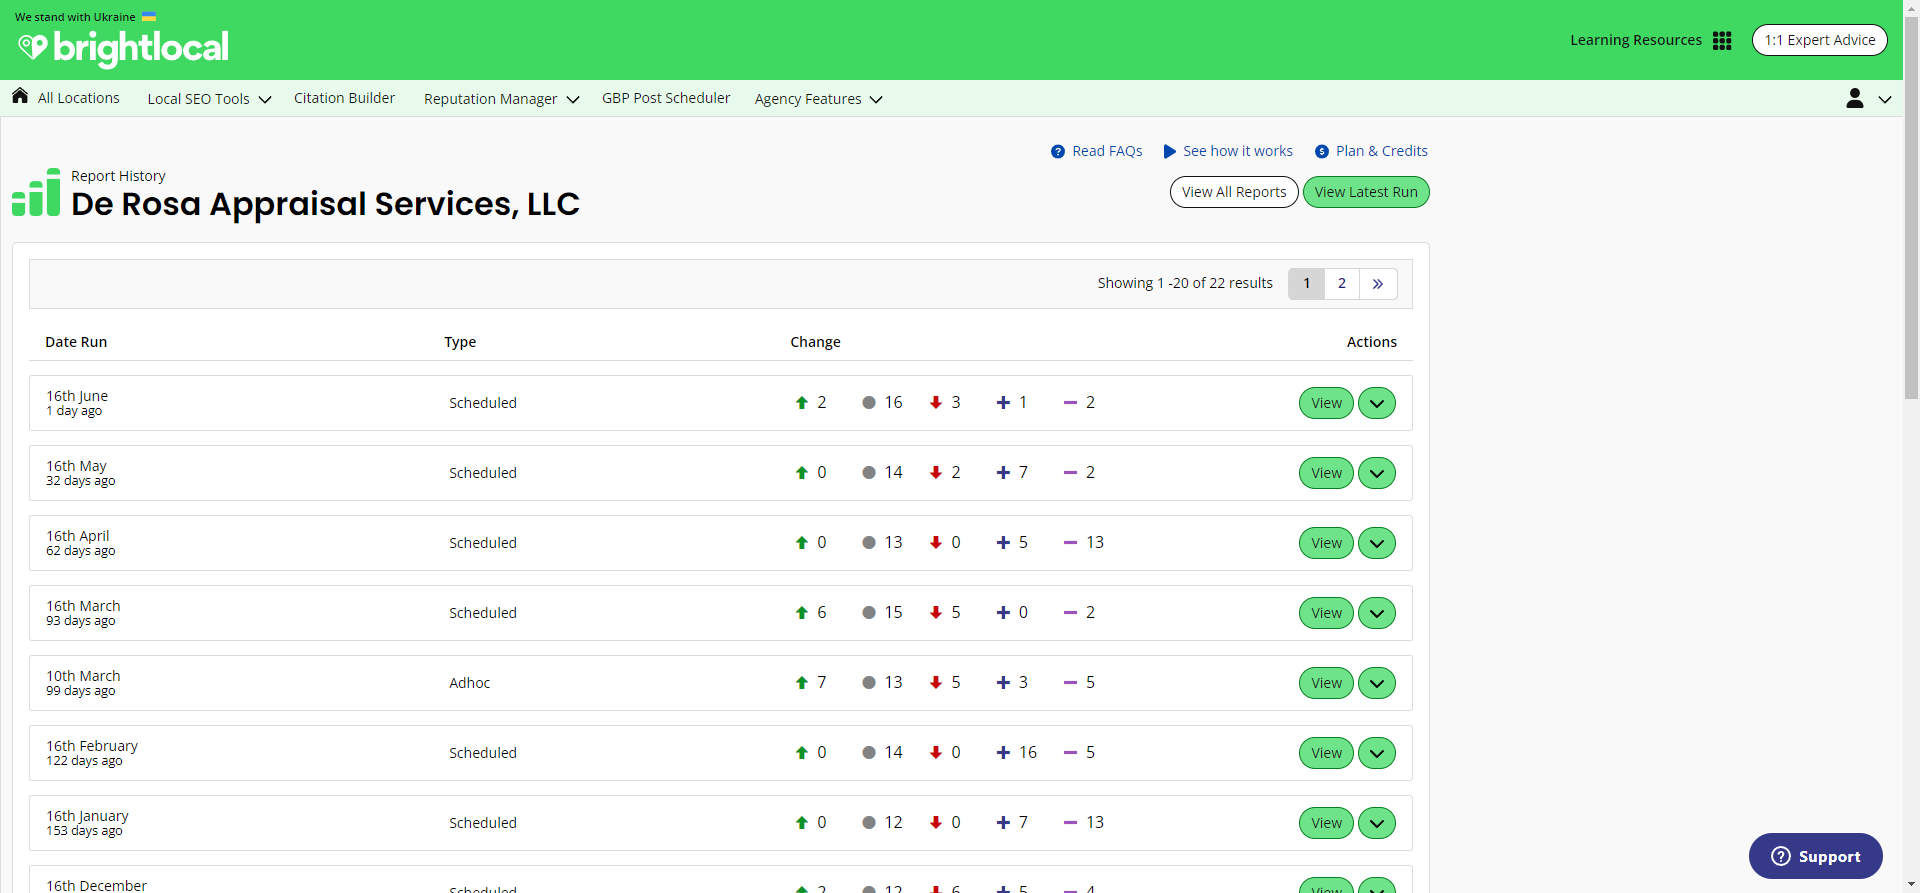 We stand with Ukraine
brightlocal
Learning Resources
1:1 Expert Advice
All Locations
Local SEO Tools
Citation Builder
Reputation Manager
GBP Post Scheduler
Agency Features
Read FAQs
See how it works
Plan & Credits
Report History
De Rosa Appraisal Services, LLC
View All Reports
View Latest Run
Showing 1 -20 of 22 results 1 2 »
Date Run Type Change Actions
16th June
1 day ago
Scheduled 2 16 3 1 2 View
16th May
32 days ago
Scheduled 0 14 2 7 2 View
16th April
62 days ago
Scheduled 0 13 0 5 13 View
16th March
93 days ago
Scheduled 6 15 5 0 2 View
10th March
99 days ago
Adhoc 7 13 5 3 5 View
16th February
122 days ago
Scheduled 0 14 0 16 5 View
16th January
153 days ago
Scheduled 0 12 0 7 13 View
16th December
Scheduled 2 12 6 5 4 View
Support